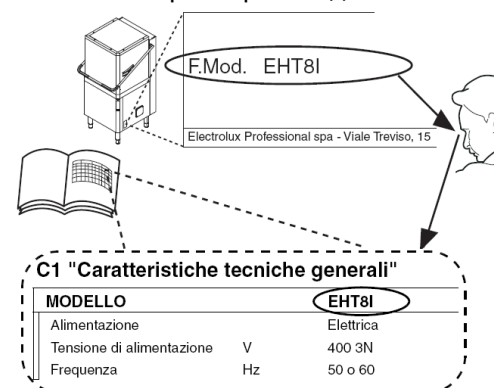 F.Mod. EHT8I
Electrolux Professional spa - Viale Treviso, 15
C1 "Caratteristiche tecniche generali"
MODELLO EHT8I
Alimentazione Elettrica
Tensione di alimentazione V 400 3N
Frequenza Hz 50 o 60